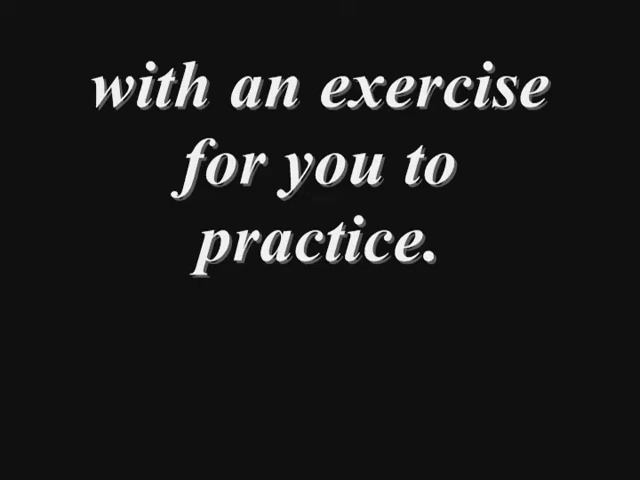 with an exercise
for you to
practice.